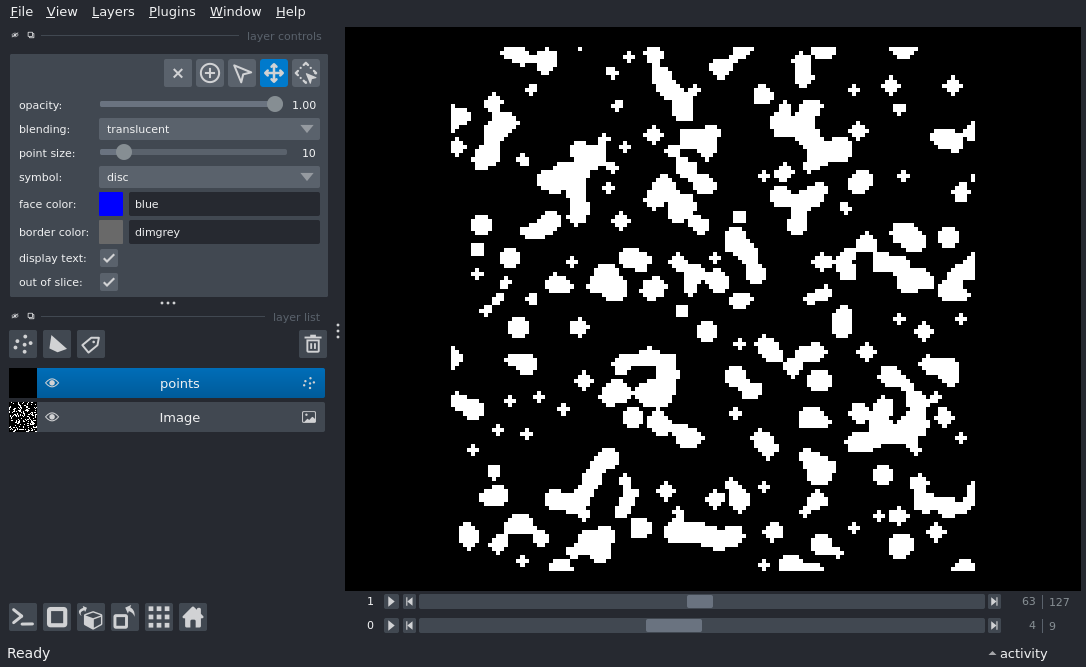 File View Layers Plugins Window Help
layer controls
opacity: 1.00
blending: translucent
point size: 10
symbol: disc
face color: blue
border color: dimgrey
display text:
out of slice:
layer list
points
Image
1 63 127
0 4 9
Ready activity